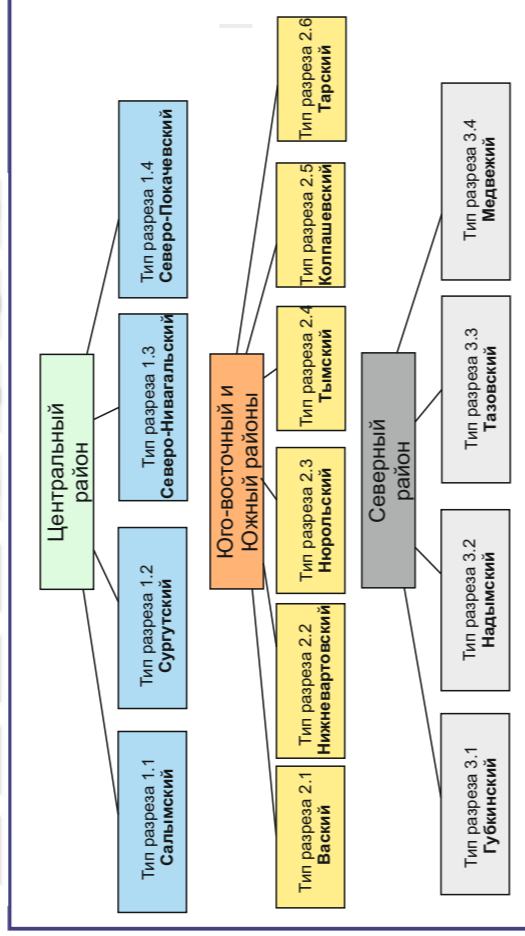 Центральный
район
Тип разреза 1.1
Салымский
Тип разреза 1.2
Сургутский
Тип разреза 1.3
Северо-Нивагальский
Тип разреза 1.4
Северо-Покачевский
Юго-восточный и
Южный районы
Тип разреза 2.1
Ваский
Тип разреза 2.2
Нижневартовский
Тип разреза 2.3
Нюрольский
Тип разреза 2.4
Тымский
Тип разреза 2.5
Колпашевский
Тип разреза 2.6
Тарский
Северный
район
Тип разреза 3.1
Губкинский
Тип разреза 3.2
Надымский
Тип разреза 3.3
Тазовский
Тип разреза 3.4
Медвежий